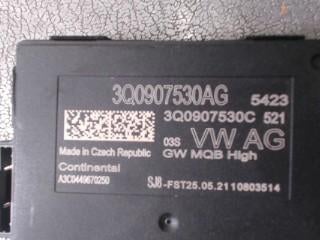 3Q0907530AG 5423
3Q0907530C 521
03S VW AG
Made in Czech Republic GW MQB High
Continental
A3C0449670250 SJ8-FST25.05.2110803514